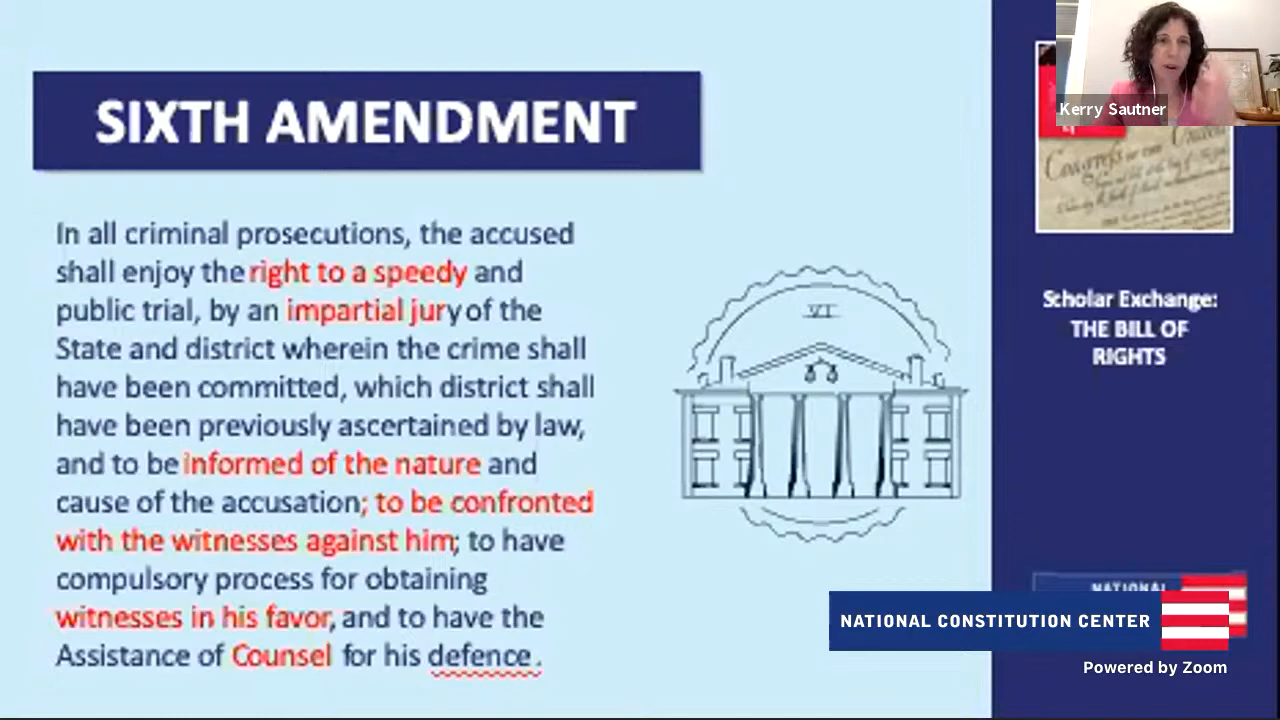 SIXTH AMENDMENT
In all criminal prosecutions, the accused
shall enjoy the right to a speedy and
public trial, by an impartial jury of the
State and district wherein the crime shall
have been committed, which district shall
have been previously ascertained by law,
and to be informed of the nature and
cause of the accusation; to be confronted
with the witnesses against him; to have
compulsory process for obtaining
witnesses in his favor, and to have the
Assistance of Counsel for his defence.
VI
Kerry Sautner
Congress of the United
Scholar Exchange:
THE BILL OF
RIGHTS
NATIONAL
NATIONAL CONSTITUTION CENTER
Powered by Zoom